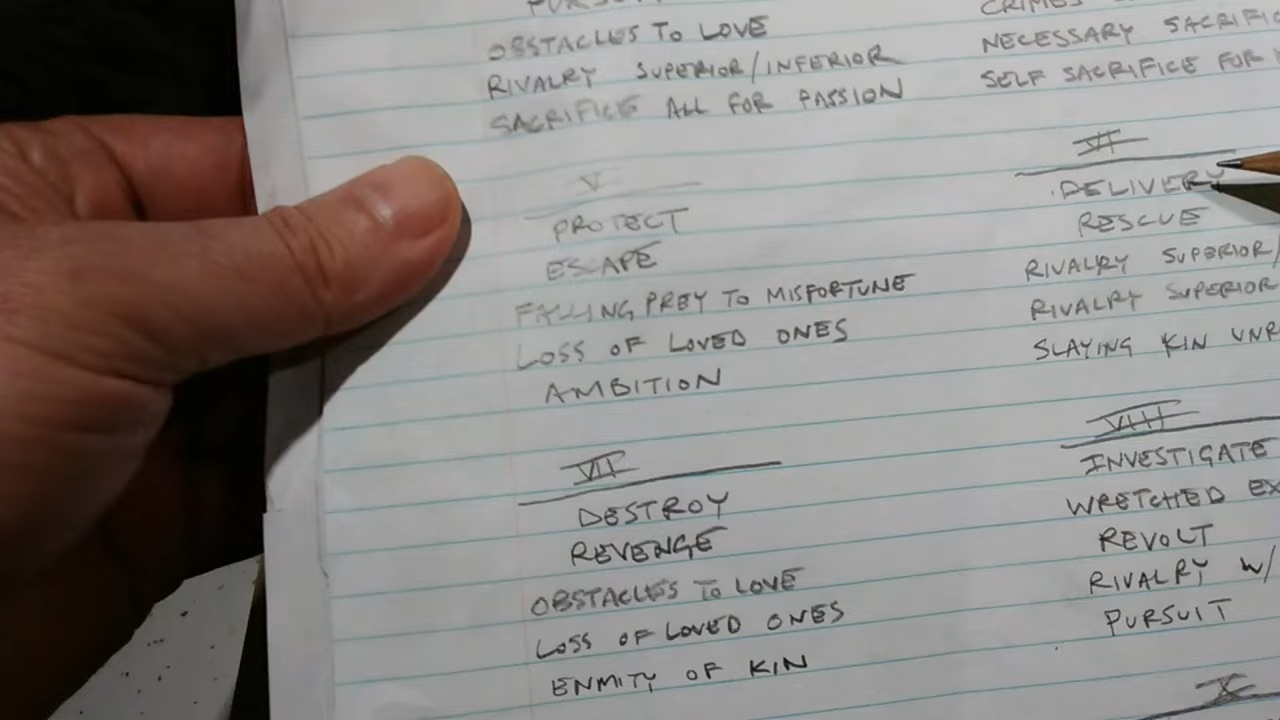 OBSTACLES TO LOVE
RIVALRY SUPERIOR/INFERIOR
SACRIFICE ALL FOR PASSION
CRIMES
NECESSARY
SELF SACRIFICE FOR
V
PROTECT
ESCAPE
FALLING PREY TO MISFORTUNE
LOSS OF LOVED ONES
AMBITION
VI
DELIVERY
RESCUE
RIVALRY SUPERIOR/
RIVALRY SUPERIOR
SLAYING KIN
VII
DESTROY
REVENGE
OBSTACLES TO LOVE
LOSS OF LOVED ONES
ENMITY OF KIN
VIII
INVESTIGATE
WRETCHED
REVOLT
RIVALRY W/
PURSUIT